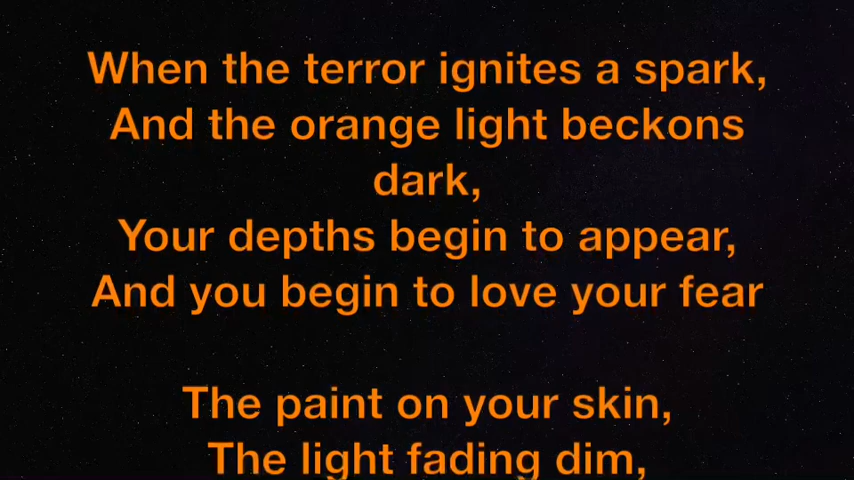 When the terror ignites a spark,
And the orange light beckons
dark,
Your depths begin to appear,
And you begin to love your fear
The paint on your skin,
The light fading dim,